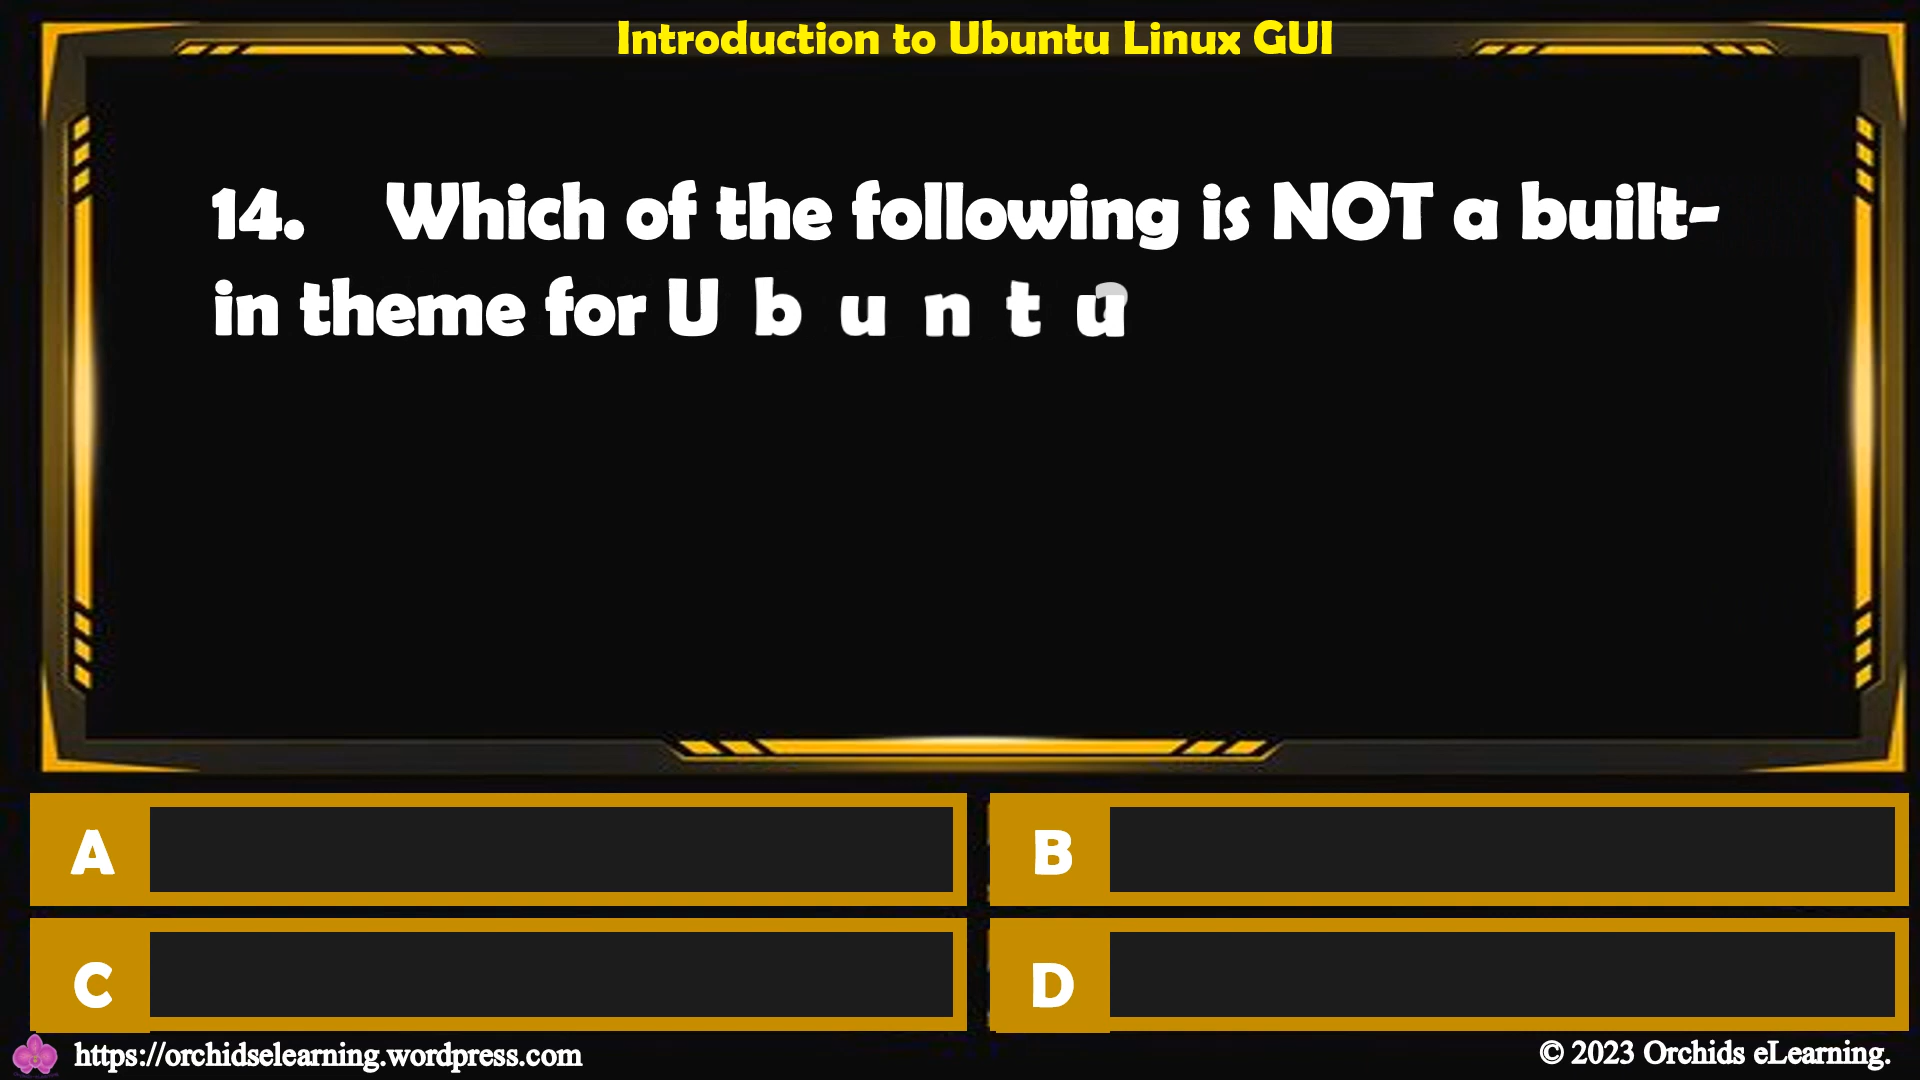 Introduction to Ubuntu Linux GUI
14. Which of the following is NOT a built-
in theme for U b u n t u
A
B
C
D
https://orchidselearning.wordpress.com
© 2023 Orchids eLearning.